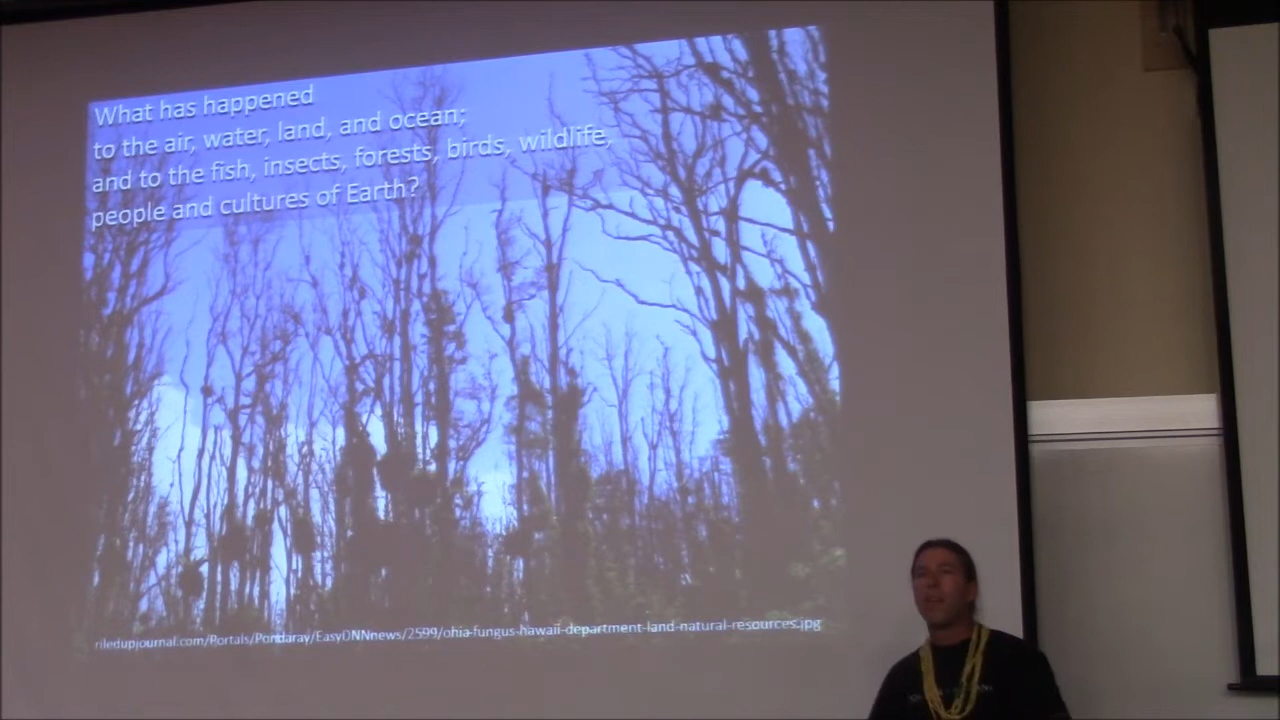 What has happened
to the air, water, land, and ocean;
and to the fish, insects, forests, birds, wildlife,
people and cultures of Earth?
riledupjournal.com/Portals/Pondaray/EasyDNNnews/2599/ohia-fungus-hawaii-department-land-natural-resources.jpg